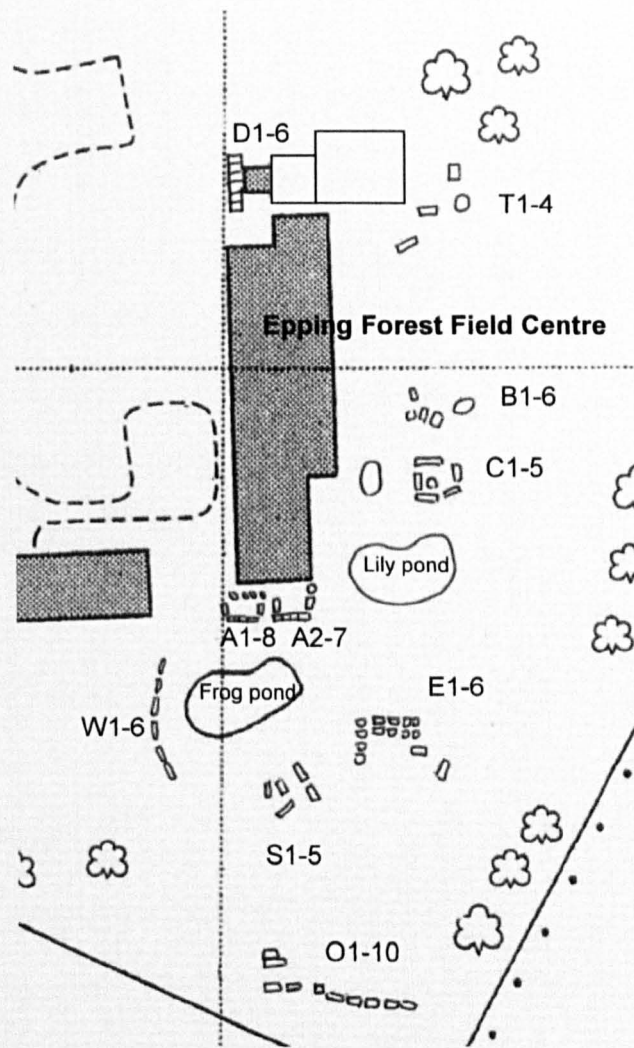 D1-6
T1-4
Epping Forest Field Centre
B1-6
C1-5
Lily pond
A1-8 A2-7
Frog pond
E1-6
W1-6
S1-5
O1-10